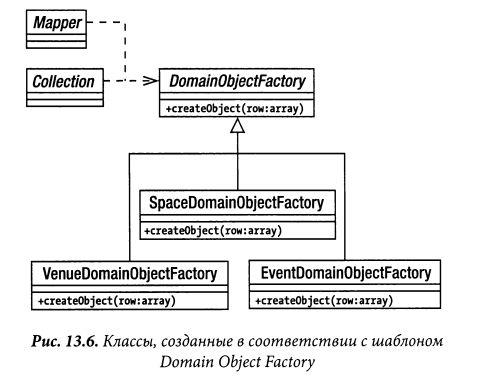 Mapper
Collection
DomainObjectFactory
+createObject(row:array)
SpaceDomainObjectFactory
+createObject(row:array)
VenueDomainObjectFactory
+createObject(row:array)
EventDomainObjectFactory
+createObject(row:array)
Рис. 13.6. Классы, созданные в соответствии с шаблоном
Domain Object Factory